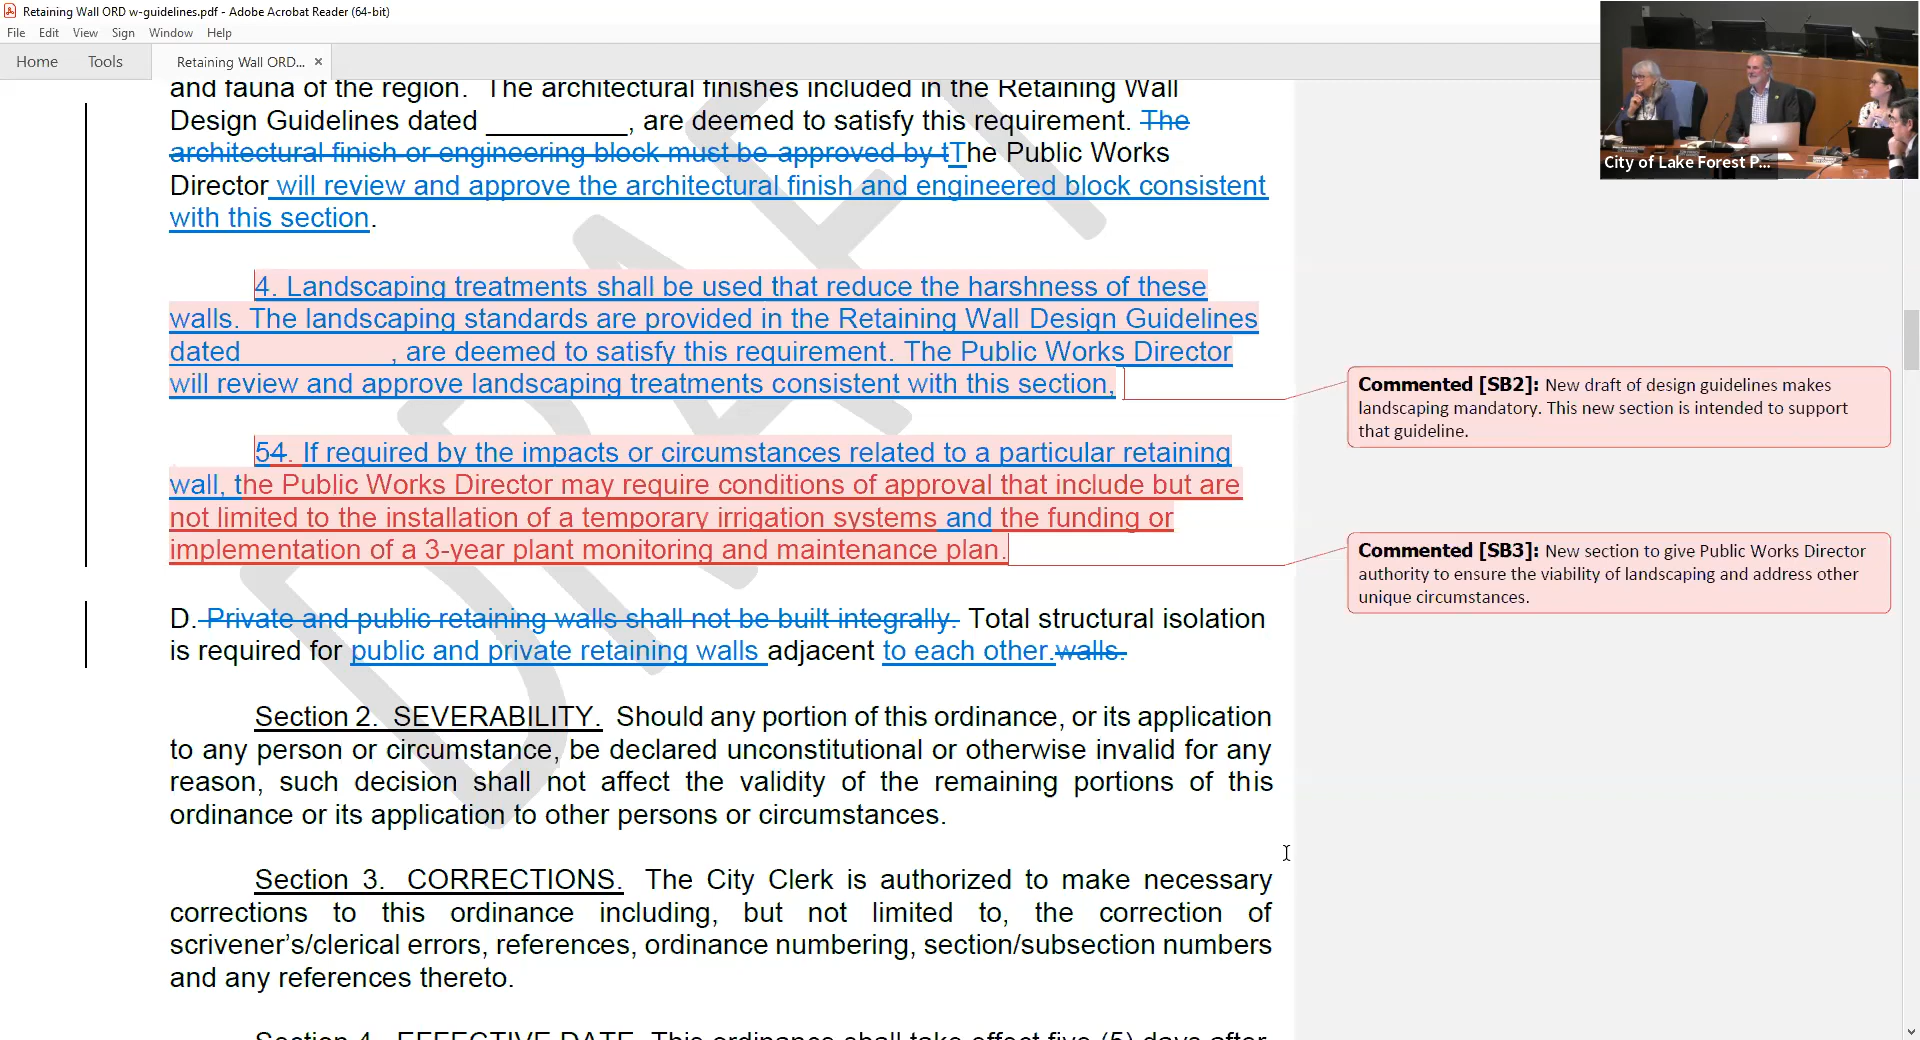 Retaining Wall ORD w-guidelines.pdf - Adobe Acrobat Reader (64-bit)
File Edit View Sign Window Help
Home Tools Retaining Wall ORD... ×
and fauna of the region. The architectural finishes included in the Retaining Wall
Design Guidelines dated _________, are deemed to satisfy this requirement. The
architectural finish or engineering block must be approved by tThe Public Works
Director will review and approve the architectural finish and engineered block consistent
with this section.
4. Landscaping treatments shall be used that reduce the harshness of these
walls. The landscaping standards are provided in the Retaining Wall Design Guidelines
dated _________, are deemed to satisfy this requirement. The Public Works Director
will review and approve landscaping treatments consistent with this section,
54. If required by the impacts or circumstances related to a particular retaining
wall, the Public Works Director may require conditions of approval that include but are
not limited to the installation of a temporary irrigation systems and the funding or
implementation of a 3-year plant monitoring and maintenance plan.
D. Private and public retaining walls shall not be built integrally. Total structural isolation
is required for public and private retaining walls adjacent to each other.walls.
Section 2. SEVERABILITY. Should any portion of this ordinance, or its application
to any person or circumstance, be declared unconstitutional or otherwise invalid for any
reason, such decision shall not affect the validity of the remaining portions of this
ordinance or its application to other persons or circumstances.
Section 3. CORRECTIONS. The City Clerk is authorized to make necessary
corrections to this ordinance including, but not limited to, the correction of
scrivener's/clerical errors, references, ordinance numbering, section/subsection numbers
and any references thereto.
Section 4. EFFECTIVE DATE. This ordinance shall take effect five (5) days after
Commented [SB2]: New draft of design guidelines makes
landscaping mandatory. This new section is intended to support
that guideline.
Commented [SB3]: New section to give Public Works Director
authority to ensure the viability of landscaping and address other
unique circumstances.
DRAFT
City of Lake Forest P...